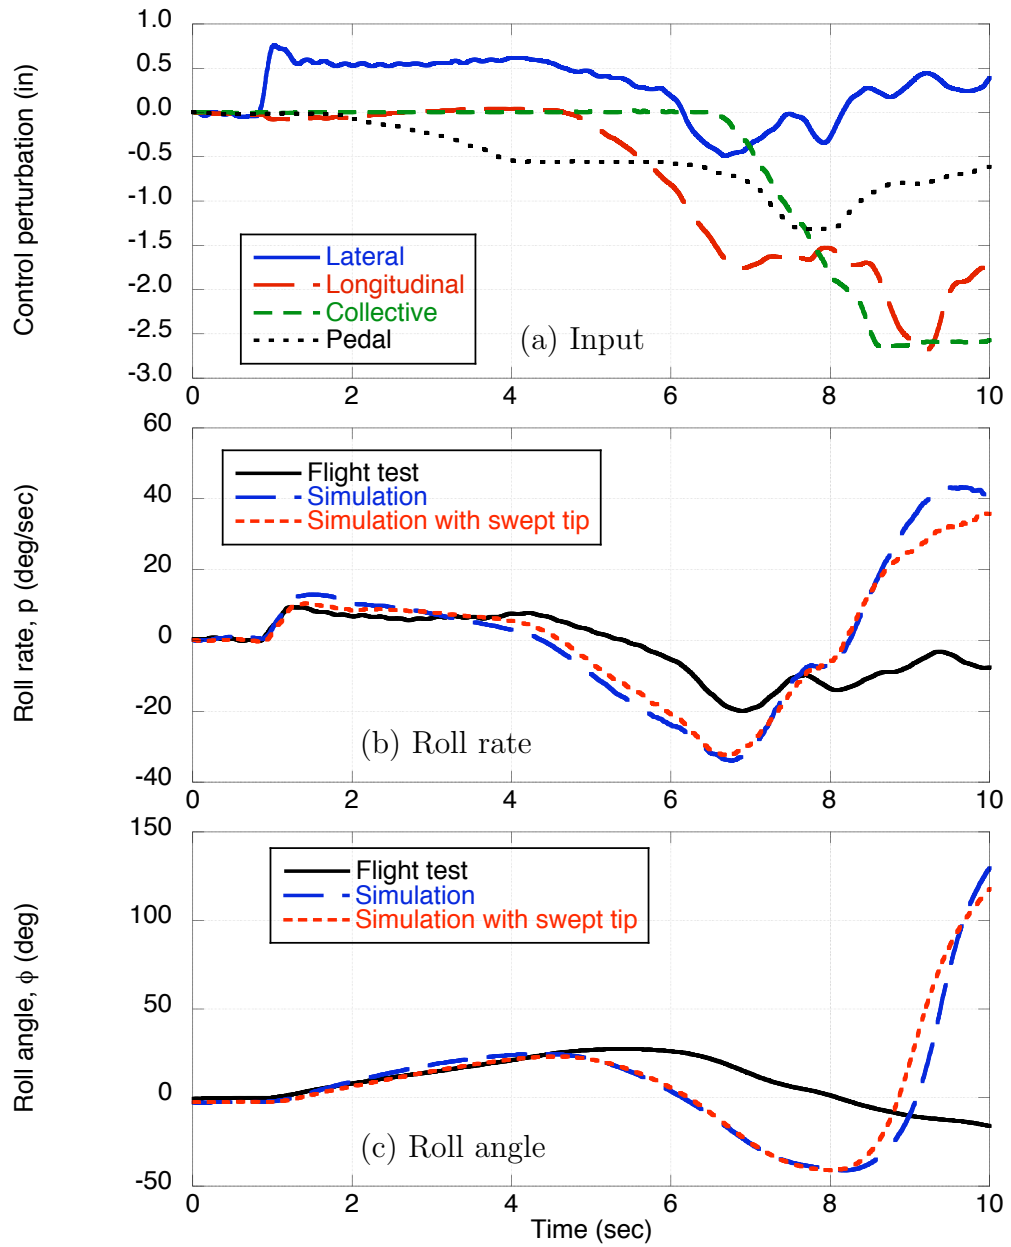 Control perturbation (in)
1.0
0.5
0.0
-0.5
-1.0
-1.5
-2.0
-2.5
-3.0
Lateral
Longitudinal
Collective
Pedal
(a) Input
0 2 4 6 8 10
Roll rate, p (deg/sec)
60
40
20
0
-20
-40
Flight test
Simulation
Simulation with swept tip
(b) Roll rate
0 2 4 6 8 10
Roll angle, ϕ (deg)
150
100
50
0
-50
Flight test
Simulation
Simulation with swept tip
(c) Roll angle
0 2 4 6 8 10
Time (sec)